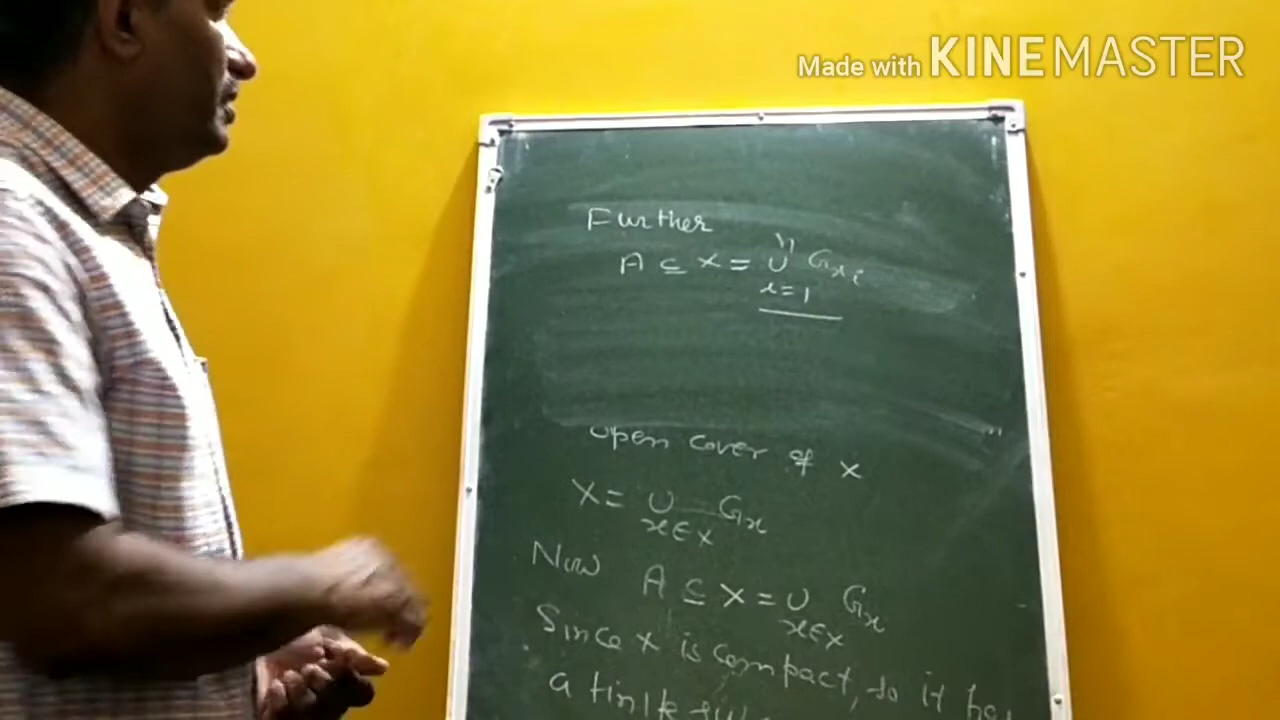 Made with KINEMASTER
Further
A ⊆ X = ∪ⁿᵢ₌₁ Gₓᵢ
open cover of X
X = ∪ₓ∈X Gₓ
Now A ⊆ X = ∪ₓ∈X Gₓ
Since X is compact, so it has
a finite